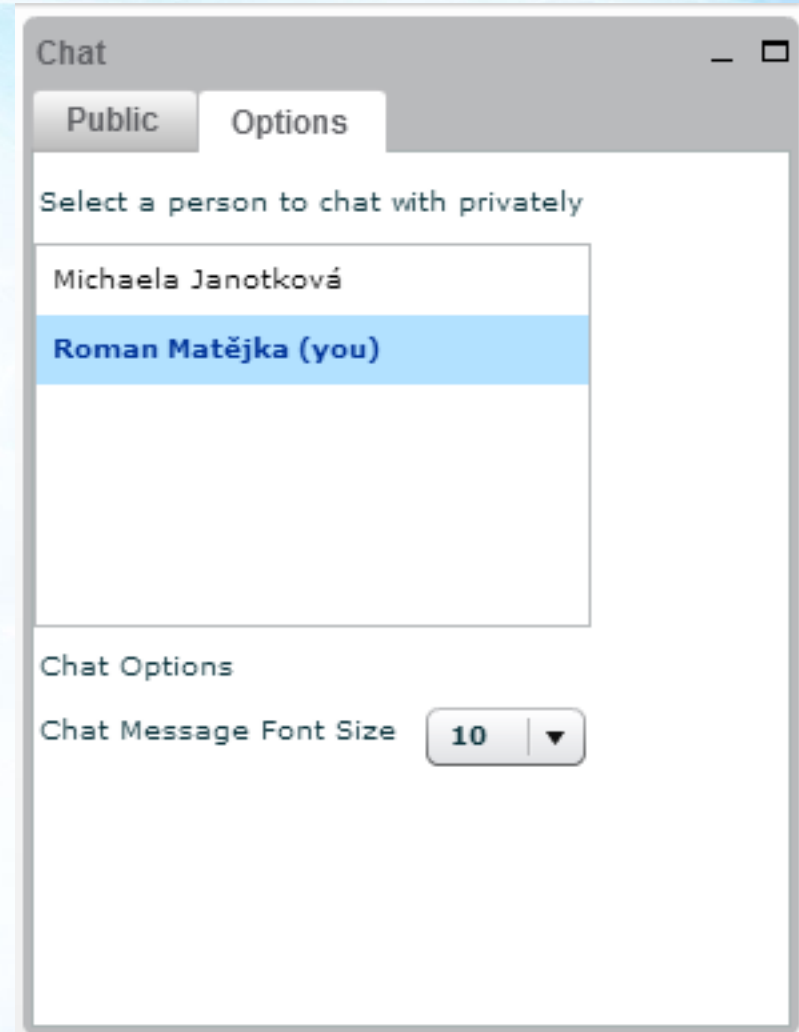 Chat
Public Options
Select a person to chat with privately
Michaela Janotková
Roman Matějka (you)
Chat Options
Chat Message Font Size 10